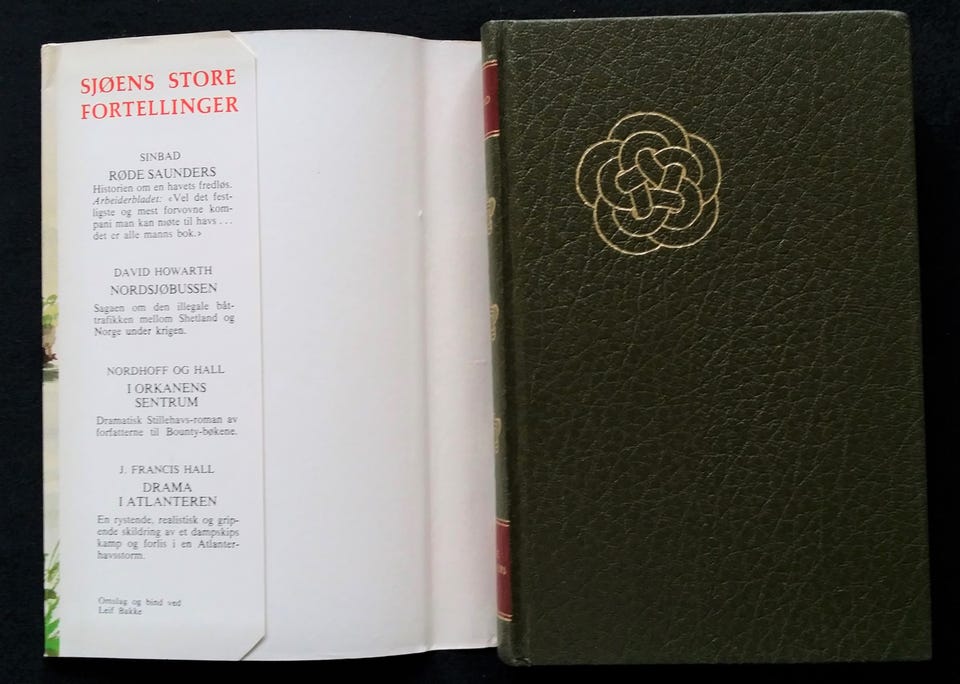 SJØENS STORE
FORTELLINGER
SINBAD
RØDE SAUNDERS
Historien om en havets fredløs.
Arbeiderbladet: «Vel det fest-
ligste og mest forvovne kom-
pani man kan møte til havs . . .
det er alle manns bok.»
DAVID HOWARTH
NORDSJØBUSSEN
Sagaen om den illegale båt-
trafikken mellom Shetland og
Norge under krigen.
NORDHOFF OG HALL
I ORKANENS
SENTRUM
Dramatisk Stillehavs-roman av
forfatterne til Bounty-bøkene.
J. FRANCIS HALL
DRAMA
I ATLANTEREN
En rystende, realistisk og grip-
ende skildring av et dampskips
kamp og forlis i en Atlanter-
havsstorm.
Omslag og bind ved
Leif Bakke